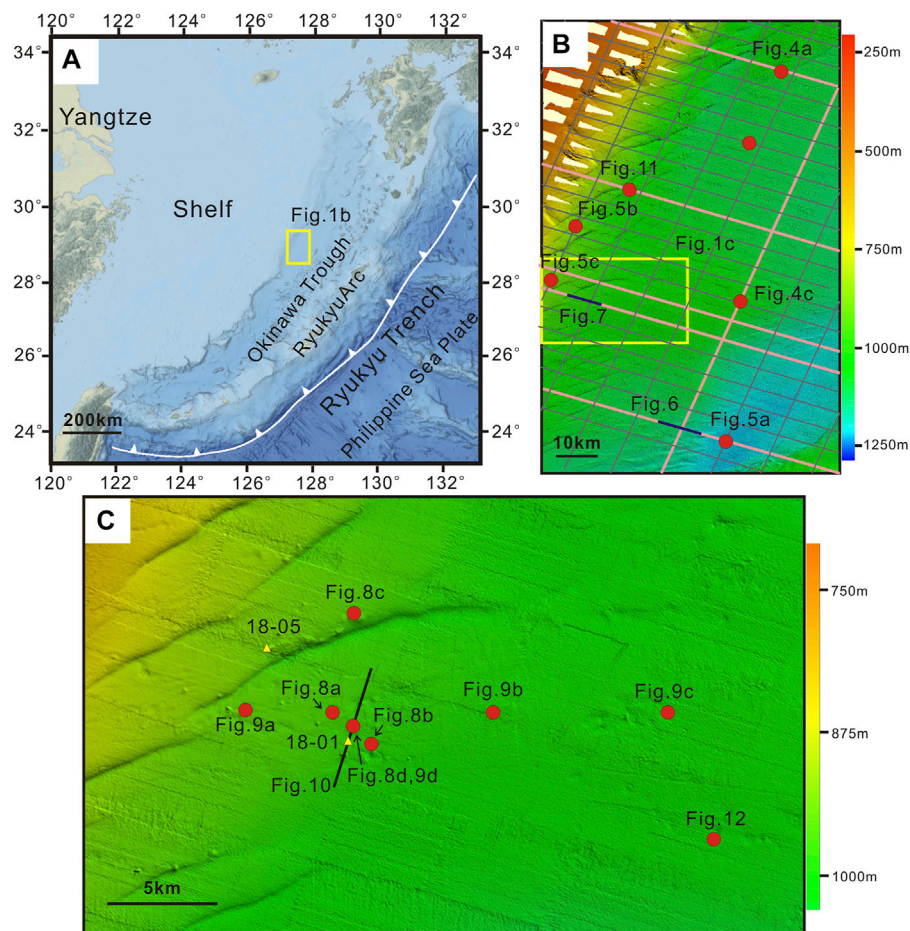 120° 122° 124° 126° 128° 130° 132°
34° 34°
32° 32°
30° 30°
28° 28°
26° 26°
24° 24°
120° 122° 124° 126° 128° 130° 132°
A
Yangtze
Shelf
Fig.1b
Okinawa Trough
RyukyuArc
Ryukyu Trench
Philippine Sea Plate
200km
B
Fig.4a
Fig.11
Fig.5b
Fig.1c
Fig.5c
Fig.4c
Fig.7
Fig.6
Fig.5a
10km
250m
500m
750m
1000m
1250m
C
Fig.8c
18-05
Fig.8a
Fig.9b
Fig.9c
Fig.9a
Fig.8b
18-01
Fig.10
Fig.8d,9d
Fig.12
5km
750m
875m
1000m